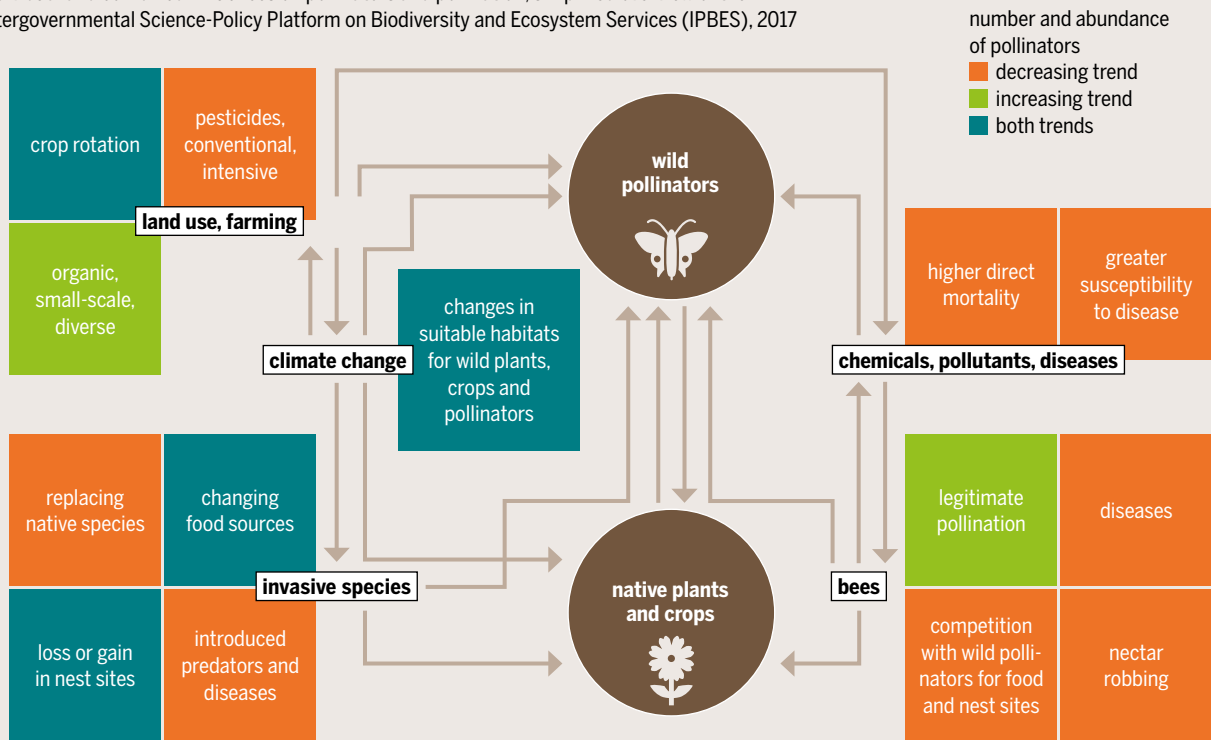 tergovernmental Science-Policy Platform on Biodiversity and Ecosystem Services (IPBES), 2017
number and abundance
of pollinators
decreasing trend
increasing trend
both trends
crop rotation
pesticides,
conventional,
intensive
land use, farming
organic,
small-scale,
diverse
wild
pollinators
changes in
suitable habitats
for wild plants,
crops and
pollinators
climate change
higher direct
mortality
greater
susceptibility
to disease
chemicals, pollutants, diseases
replacing
native species
changing
food sources
invasive species
loss or gain
in nest sites
introduced
predators and
diseases
native plants
and crops
bees
legitimate
pollination
diseases
competition
with wild polli-
nators for food
and nest sites
nectar
robbing